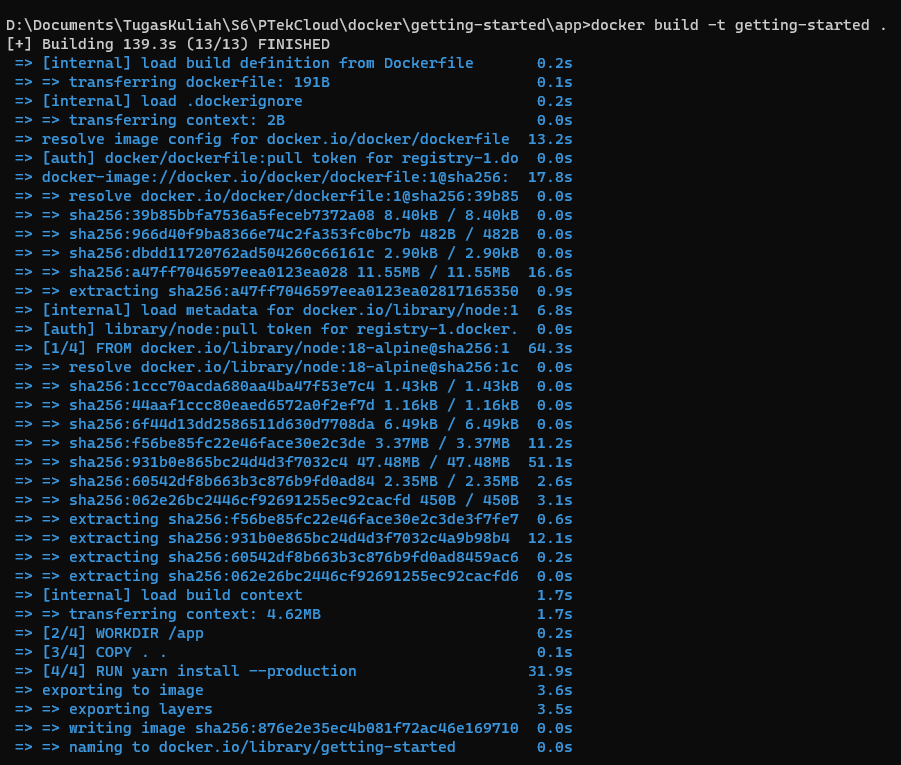 D:\Documents\TugasKuliah\S6\PTekCloud\docker\getting-started\app>docker build -t getting-started .
[+] Building 139.3s (13/13) FINISHED
=> [internal] load build definition from Dockerfile 0.2s
=> => transferring dockerfile: 191B 0.1s
=> [internal] load .dockerignore 0.2s
=> => transferring context: 2B 0.0s
=> resolve image config for docker.io/docker/dockerfile 13.2s
=> [auth] docker/dockerfile:pull token for registry-1.do 0.0s
=> docker-image://docker.io/docker/dockerfile:1@sha256: 17.8s
=> => resolve docker.io/docker/dockerfile:1@sha256:39b85 0.0s
=> => sha256:39b85bbfa7536a5feceb7372a08 8.40kB / 8.40kB 0.0s
=> => sha256:966d40f9ba8366e74c2fa353fc0bc7b 482B / 482B 0.0s
=> => sha256:dbdd11720762ad504260c66161c 2.90kB / 2.90kB 0.0s
=> => sha256:a47ff7046597eea0123ea028 11.55MB / 11.55MB 16.6s
=> => extracting sha256:a47ff7046597eea0123ea02817165350 0.9s
=> [internal] load metadata for docker.io/library/node:1 6.8s
=> [auth] library/node:pull token for registry-1.docker. 0.0s
=> [1/4] FROM docker.io/library/node:18-alpine@sha256:1 64.3s
=> => resolve docker.io/library/node:18-alpine@sha256:1c 0.0s
=> => sha256:1ccc70acda680aa4ba47f53e7c4 1.43kB / 1.43kB 0.0s
=> => sha256:44aaf1ccc80eaed6572a0f2ef7d 1.16kB / 1.16kB 0.0s
=> => sha256:6f44d13dd2586511d630d7708da 6.49kB / 6.49kB 0.0s
=> => sha256:f56be85fc22e46face30e2c3de 3.37MB / 3.37MB 11.2s
=> => sha256:931b0e865bc24d4d3f7032c4 47.48MB / 47.48MB 51.1s
=> => sha256:60542df8b663b3c876b9fd0ad84 2.35MB / 2.35MB 2.6s
=> => sha256:062e26bc2446cf92691255ec92cacfd 450B / 450B 3.1s
=> => extracting sha256:f56be85fc22e46face30e2c3de3f7fe7 0.6s
=> => extracting sha256:931b0e865bc24d4d3f7032c4a9b98b4 12.1s
=> => extracting sha256:60542df8b663b3c876b9fd0ad8459ac6 0.2s
=> => extracting sha256:062e26bc2446cf92691255ec92cacfd6 0.0s
=> [internal] load build context 1.7s
=> => transferring context: 4.62MB 1.7s
=> [2/4] WORKDIR /app 0.2s
=> [3/4] COPY . . 0.1s
=> [4/4] RUN yarn install --production 31.9s
=> exporting to image 3.6s
=> => exporting layers 3.5s
=> => writing image sha256:876e2e35ec4b081f72ac46e169710 0.0s
=> => naming to docker.io/library/getting-started 0.0s